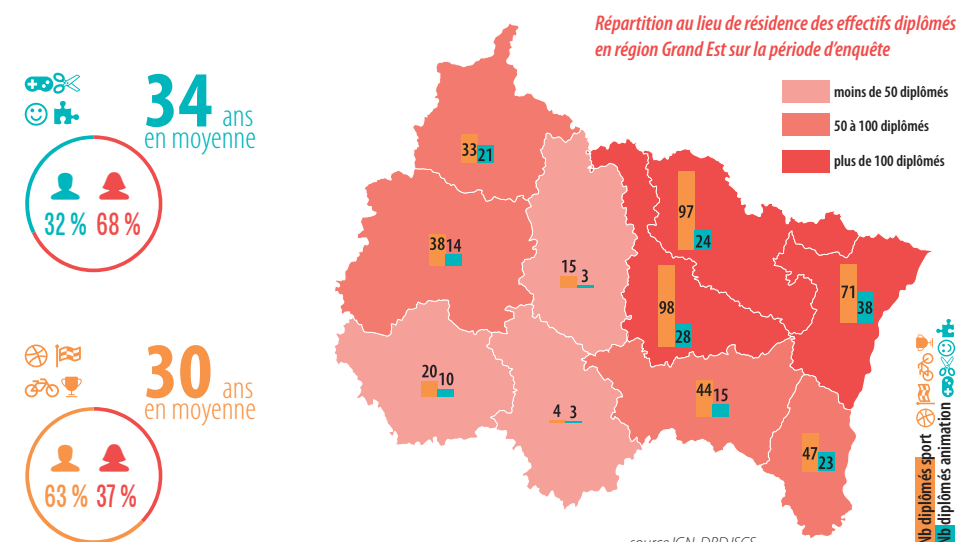 Répartition au lieu de résidence des effectifs diplômés
en région Grand Est sur la période d'enquête
moins de 50 diplômés
50 à 100 diplômés
plus de 100 diplômés
34 ans
en moyenne
32 % 68 %
30 ans
en moyenne
63 % 37 %
33 21
38 14
15 3
97
24
98
28
71
38
20 10
4 3
44 15
47
23
Nb diplômés sport
Nb diplômés animation
source IGN, DRDJSCS